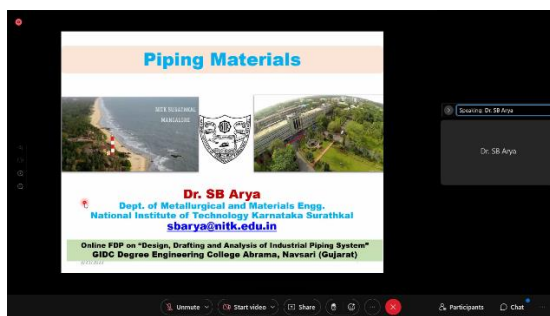 Piping Materials
NITK SURATHKAL
MANGALORE
Dr. SB Arya
Dept. of Metallurgical and Materials Engg.
National Institute of Technology Karnataka Surathkal
sbarya@nitk.edu.in
Online FDP on "Design, Drafting and Analysis of Industrial Piping System"
GIDC Degree Engineering College Abrama, Navsari (Gujarat)
Speaking: Dr. SB Arya
Dr. SB Arya
Unmute
Start video
Share
Participants
Chat